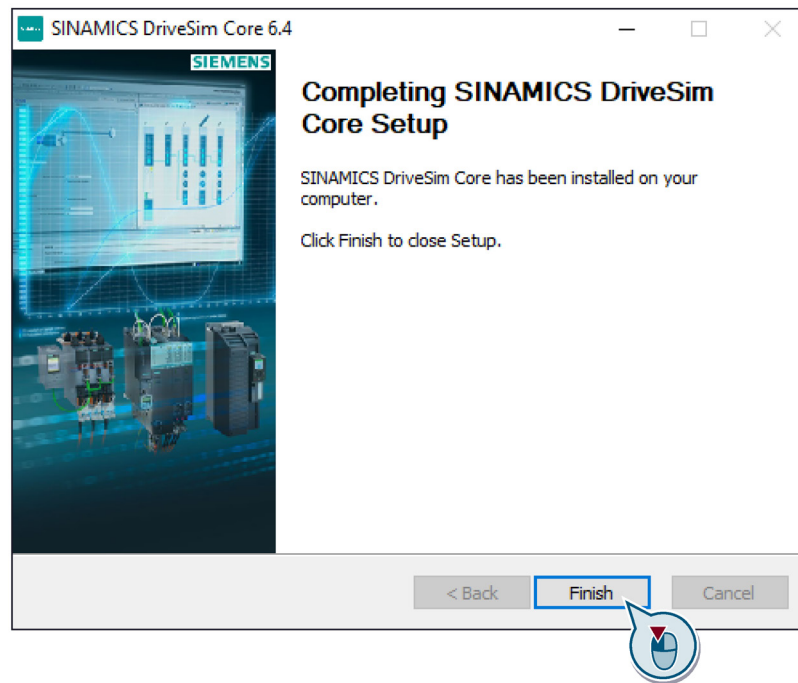 SINAMICS DriveSim Core 6.4
SIEMENS
Completing SINAMICS DriveSim
Core Setup
SINAMICS DriveSim Core has been installed on your
computer.
Click Finish to close Setup.
< Back
Finish
Cancel